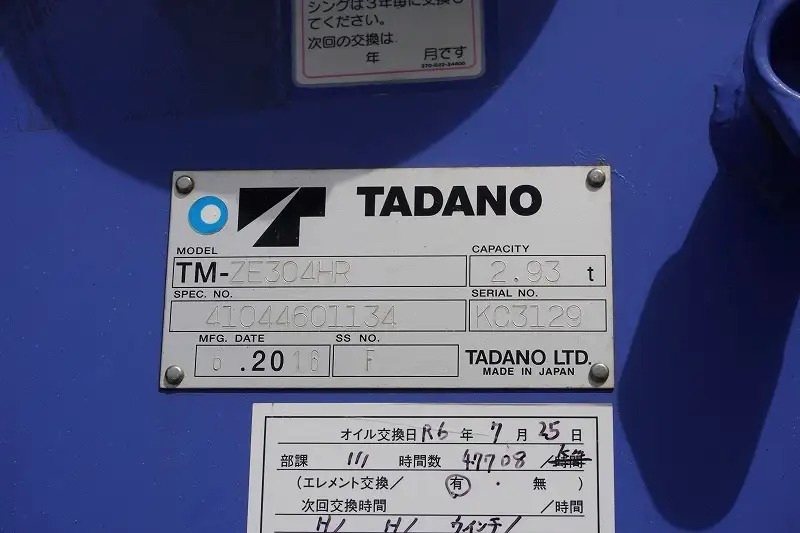 シングは3年毎に交換し
てください。
次回の交換は
年 月です
TADANO
MODEL CAPACITY
TM-ZE304HR 2.93 t
SPEC. NO. SERIAL NO.
41044601134 KC3129
MFG. DATE SS NO.
6 .2016 F TADANO LTD.
MADE IN JAPAN
オイル交換日 R6 年 7 月 25 日
部課 時間数 47708 /時間
(エレメント交換/ 有 ・ 無 )
次回交換時間 /時間
ウインチ/